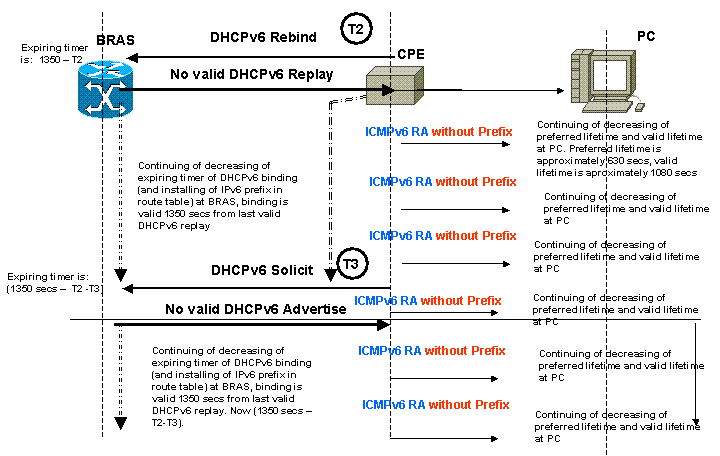 BRAS
DHCPv6 Rebind
T2
PC
Expiring timer
is: 1350 – T2
CPE
No valid DHCPv6 Replay
ICMPv6 RA without Prefix
Continuing of decreasing of
preferred lifetime and valid lifetime
at PC. Preferred lifetime is
approximately 630 secs, valid
lifetime is aproximately 1080 secs
Continuing of decreasing of
expiring timer of DHCPv6 binding
(and installing of IPv6 prefix in
route table) at BRAS, binding is
valid 1350 secs from last valid
DHCPv6 replay
ICMPv6 RA without Prefix
Continuing of decreasing of
preferred lifetime and valid lifetime
at PC
ICMPv6 RA without Prefix
Continuing of decreasing of
preferred lifetime and valid lifetime
at PC
T3
Expiring timer is:
(1350 secs – T2 -T3)
DHCPv6 Solicit
No valid DHCPv6 Advertise
ICMPv6 RA without Prefix
Continuing of decreasing of
preferred lifetime and valid lifetime
at PC
Continuing of decreasing of
expiring timer of DHCPv6 binding
(and installing of IPv6 prefix in
route table) at BRAS, binding is
valid 1350 secs from last valid
DHCPv6 replay. Now (1350 secs –
T2-T3).
ICMPv6 RA without Prefix
Continuing of decreasing of
preferred lifetime and valid lifetime
at PC
ICMPv6 RA without Prefix
Continuing of decreasing of
preferred lifetime and valid lifetime
at PC